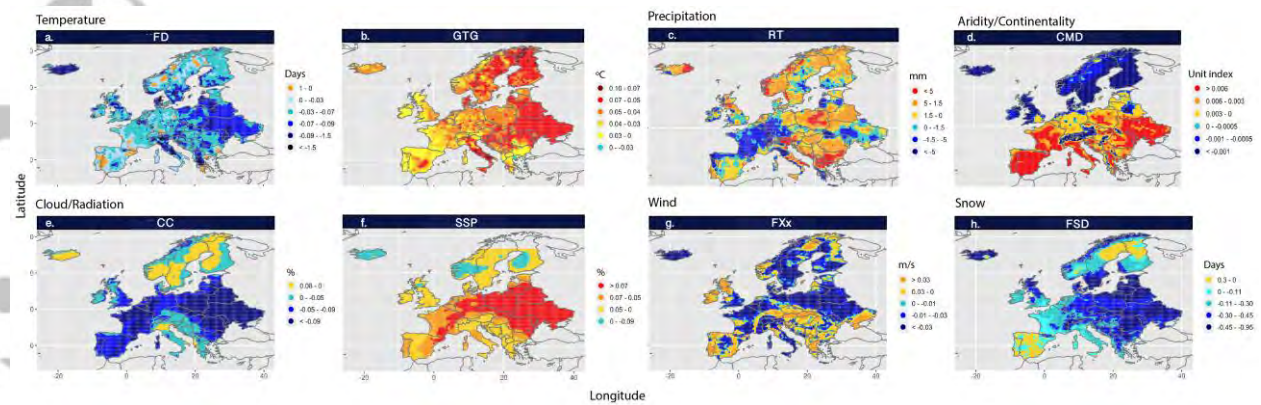 Temperature
Precipitation
Aridity/Continentality
a. FD
b. GTG
c. RT
d. CMD
Days
1 - 0
0 - -0.03
-0.03 - -0.07
-0.07 - -0.09
-0.09 - -1.5
< -1.5
ºC
0.10 - 0.07
0.07 - 0.05
0.05 - 0.04
0.04 - 0.03
0.03 - 0
0 - -0.03
mm
< 5
5 - 1.5
1.5 - 0
0 - -1.5
-1.5 - -5
< -5
Unit index
> 0.006
0.006 - 0.003
0.003 - 0
0 - -0.0005
-0.001 - -0.0005
< -0.001
Latitude
Cloud/Radiation
Wind
Snow
e. CC
f. SSP
g. FXx
h. FSD
%
0.08 - 0
0 - -0.05
-0.05 - -0.09
< -0.09
%
> 0.07
0.07 - 0.05
0.05 - 0
0 - -0.09
m/s
> 0.03
0.03 - 0
0 - -0.01
-0.01 - -0.03
< -0.03
Days
0.3 - 0
0 - -0.11
-0.11 - -0.30
-0.30 - -0.45
-0.45 - -0.95
-20 0 20 40
-20 0 20 40
-20 0 20 40
-20 0 20 40
Longitude